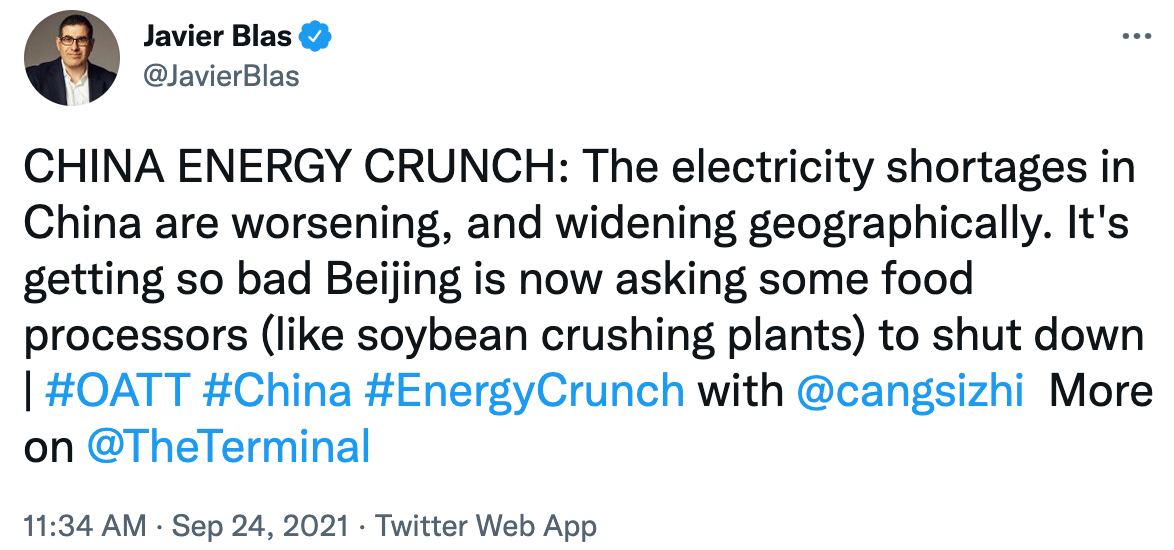 Javier Blas
@JavierBlas
CHINA ENERGY CRUNCH: The electricity shortages in
China are worsening, and widening geographically. It's
getting so bad Beijing is now asking some food
processors (like soybean crushing plants) to shut down
| #OATT #China #EnergyCrunch with @cangsizhi More
on @TheTerminal
11:34 AM · Sep 24, 2021 · Twitter Web App